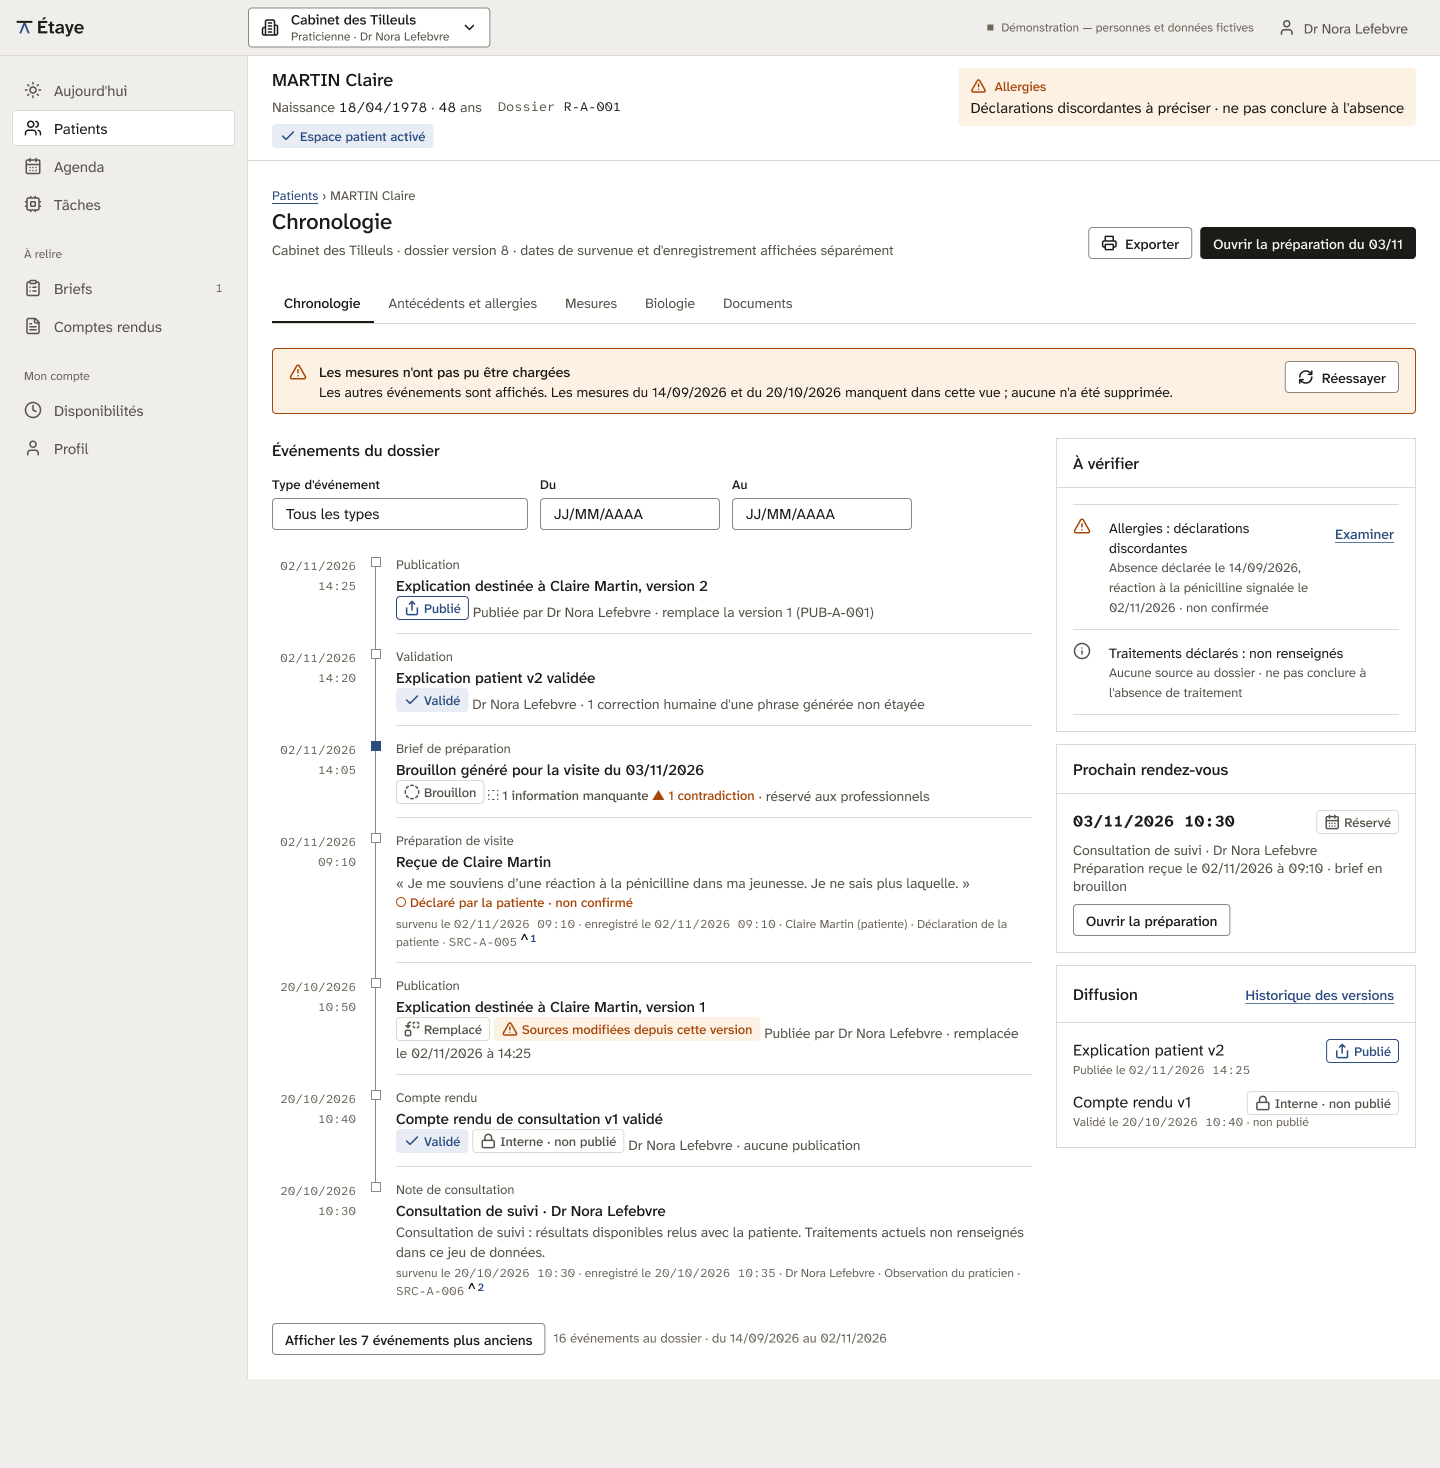 Étaye
Cabinet des Tilleuls
Praticienne · Dr Nora Lefebvre
Démonstration — personnes et données fictives
Dr Nora Lefebvre
Aujourd'hui
Patients
Agenda
Tâches
À relire
Briefs 1
Comptes rendus
Mon compte
Disponibilités
Profil
MARTIN Claire
Naissance 18/04/1978 · 48 ans Dossier R-A-001
Espace patient activé
Allergies
Déclarations discordantes à préciser · ne pas conclure à l'absence
Patients › MARTIN Claire
Chronologie
Cabinet des Tilleuls · dossier version 8 · dates de survenue et d'enregistrement affichées séparément
Exporter
Ouvrir la préparation du 03/11
Chronologie
Antécédents et allergies
Mesures
Biologie
Documents
Les mesures n'ont pas pu être chargées
Les autres événements sont affichés. Les mesures du 14/09/2026 et du 20/10/2026 manquent dans cette vue ; aucune n'a été supprimée.
Réessayer
Événements du dossier
Type d'événement
Tous les types
Du
JJ/MM/AAAA
Au
JJ/MM/AAAA
02/11/2026
14:25
Publication
Explication destinée à Claire Martin, version 2
Publié Publiée par Dr Nora Lefebvre · remplace la version 1 (PUB-A-001)
02/11/2026
14:20
Validation
Explication patient v2 validée
Validé Dr Nora Lefebvre · 1 correction humaine d'une phrase générée non étayée
02/11/2026
14:05
Brief de préparation
Brouillon généré pour la visite du 03/11/2026
Brouillon 1 information manquante 1 contradiction · réservé aux professionnels
02/11/2026
09:10
Préparation de visite
Reçue de Claire Martin
« Je me souviens d'une réaction à la pénicilline dans ma jeunesse. Je ne sais plus laquelle. »
Déclaré par la patiente · non confirmé
survenu le 02/11/2026 09:10 · enregistré le 02/11/2026 09:10 · Claire Martin (patiente) · Déclaration de la
patiente · SRC-A-005 ^1
20/10/2026
10:50
Publication
Explication destinée à Claire Martin, version 1
Remplacé Sources modifiées depuis cette version Publiée par Dr Nora Lefebvre · remplacée
le 02/11/2026 à 14:25
20/10/2026
10:40
Compte rendu
Compte rendu de consultation v1 validé
Validé Interne · non publié Dr Nora Lefebvre · aucune publication
20/10/2026
10:30
Note de consultation
Consultation de suivi · Dr Nora Lefebvre
Consultation de suivi : résultats disponibles relus avec la patiente. Traitements actuels non renseignés
dans ce jeu de données.
survenu le 20/10/2026 10:30 · enregistré le 20/10/2026 10:35 · Dr Nora Lefebvre · Observation du praticien ·
SRC-A-006 ^2
Afficher les 7 événements plus anciens
16 événements au dossier · du 14/09/2026 au 02/11/2026
À vérifier
Allergies : déclarations
discordantes
Examiner
Absence déclarée le 14/09/2026,
réaction à la pénicilline signalée le
02/11/2026 · non confirmée
Traitements déclarés : non renseignés
Aucune source au dossier · ne pas conclure à
l'absence de traitement
Prochain rendez-vous
03/11/2026 10:30
Réservé
Consultation de suivi · Dr Nora Lefebvre
Préparation reçue le 02/11/2026 à 09:10 · brief en
brouillon
Ouvrir la préparation
Diffusion
Historique des versions
Explication patient v2
Publié
Publiée le 02/11/2026 14:25
Compte rendu v1
Interne · non publié
Validé le 20/10/2026 10:40 · non publié